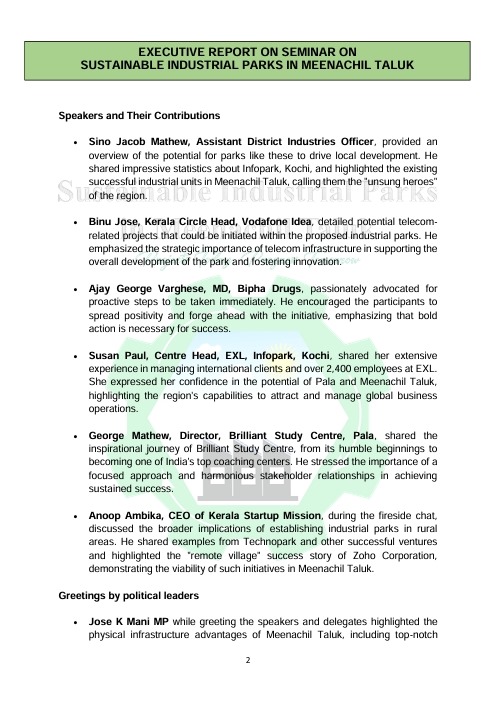 EXECUTIVE REPORT ON SEMINAR ON
SUSTAINABLE INDUSTRIAL PARKS IN MEENACHIL TALUK
Speakers and Their Contributions
• Sino Jacob Mathew, Assistant District Industries Officer, provided an
overview of the potential for parks like these to drive local development. He
shared impressive statistics about Infopark, Kochi, and highlighted the existing
successful industrial units in Meenachil Taluk, calling them the "unsung heroes"
of the region.
Sustainable Industrial Parks
• Binu Jose, Kerala Circle Head, Vodafone Idea, detailed potential telecom-
related projects that could be initiated within the proposed industrial parks. He
emphasized the strategic importance of telecom infrastructure in supporting the
overall development of the park and fostering innovation.
• Ajay George Varghese, MD, Bipha Drugs, passionately advocated for
proactive steps to be taken immediately. He encouraged the participants to
spread positivity and forge ahead with the initiative, emphasizing that bold
action is necessary for success.
• Susan Paul, Centre Head, EXL, Infopark, Kochi, shared her extensive
experience in managing international clients and over 2,400 employees at EXL.
She expressed her confidence in the potential of Pala and Meenachil Taluk,
highlighting the region's capabilities to attract and manage global business
operations.
• George Mathew, Director, Brilliant Study Centre, Pala, shared the
inspirational journey of Brilliant Study Centre, from its humble beginnings to
becoming one of India's top coaching centers. He stressed the importance of a
focused approach and harmonious stakeholder relationships in achieving
sustained success.
• Anoop Ambika, CEO of Kerala Startup Mission, during the fireside chat,
discussed the broader implications of establishing industrial parks in rural
areas. He shared examples from Technopark and other successful ventures
and highlighted the "remote village" success story of Zoho Corporation,
demonstrating the viability of such initiatives in Meenachil Taluk.
Greetings by political leaders
• Jose K Mani MP while greeting the speakers and delegates highlighted the
physical infrastructure advantages of Meenachil Taluk, including top-notch
2